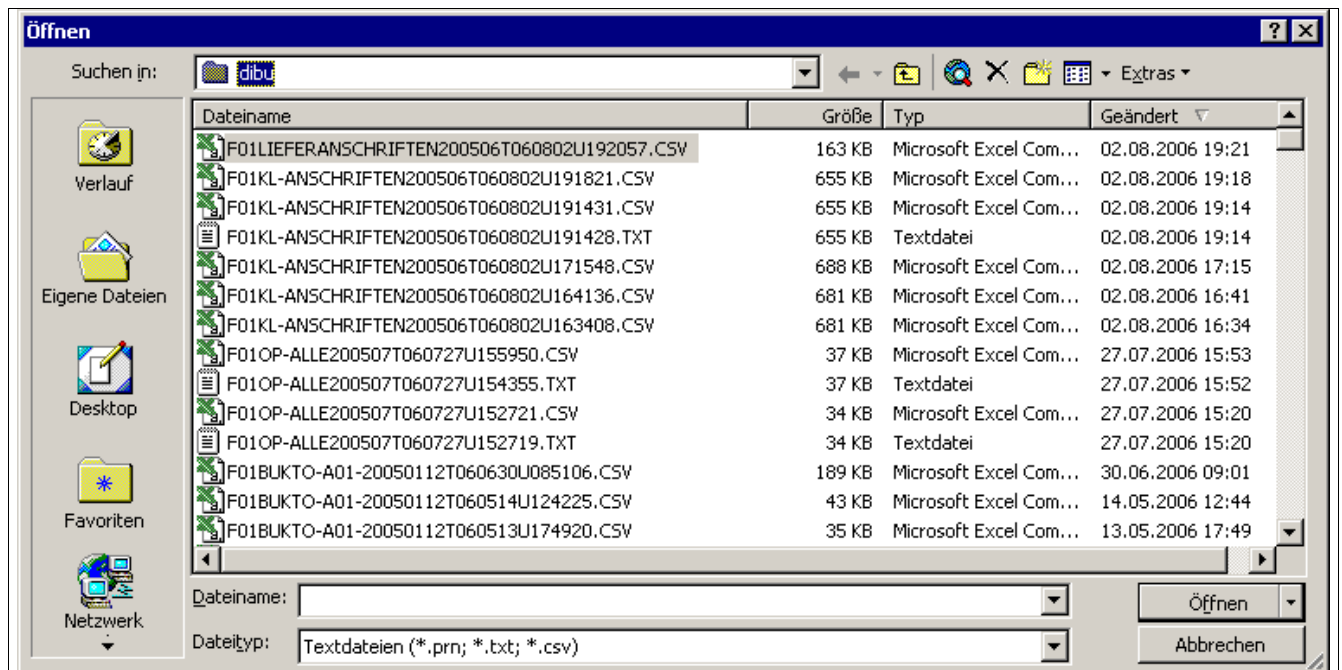 Öffnen
Suchen in: dibu Extras
Dateiname Größe Typ Geändert
F01LIEFERANSCHRIFTEN200506T060802U192057.CSV 163 KB Microsoft Excel Com... 02.08.2006 19:21
F01KL-ANSCHRIFTEN200506T060802U191821.CSV 655 KB Microsoft Excel Com... 02.08.2006 19:18
F01KL-ANSCHRIFTEN200506T060802U191431.CSV 655 KB Microsoft Excel Com... 02.08.2006 19:14
F01KL-ANSCHRIFTEN200506T060802U191428.TXT 655 KB Textdatei 02.08.2006 19:14
F01KL-ANSCHRIFTEN200506T060802U171548.CSV 688 KB Microsoft Excel Com... 02.08.2006 17:15
F01KL-ANSCHRIFTEN200506T060802U164136.CSV 681 KB Microsoft Excel Com... 02.08.2006 16:41
F01KL-ANSCHRIFTEN200506T060802U163408.CSV 681 KB Microsoft Excel Com... 02.08.2006 16:34
F01OP-ALLE200507T060727U155950.CSV 37 KB Microsoft Excel Com... 27.07.2006 15:53
F01OP-ALLE200507T060727U154355.TXT 37 KB Textdatei 27.07.2006 15:52
F01OP-ALLE200507T060727U152721.CSV 34 KB Microsoft Excel Com... 27.07.2006 15:20
F01OP-ALLE200507T060727U152719.TXT 34 KB Textdatei 27.07.2006 15:20
F01BUKTO-A01-20050112T060630U085106.CSV 189 KB Microsoft Excel Com... 30.06.2006 09:01
F01BUKTO-A01-20050112T060514U124225.CSV 43 KB Microsoft Excel Com... 14.05.2006 12:44
F01BUKTO-A01-20050112T060513U174920.CSV 35 KB Microsoft Excel Com... 13.05.2006 17:49
Verlauf
Eigene Dateien
Desktop
Favoriten
Netzwerk
Dateiname: Öffnen
Dateityp: Textdateien (*.prn; *.txt; *.csv) Abbrechen